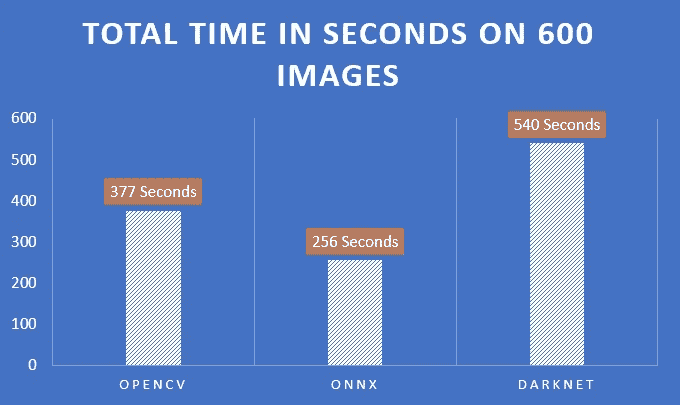 TOTAL TIME IN SECONDS ON 600
IMAGES
600
540 Seconds
500
400
377 Seconds
300
256 Seconds
200
100
0
OPENCV
ONNX
DARKNET